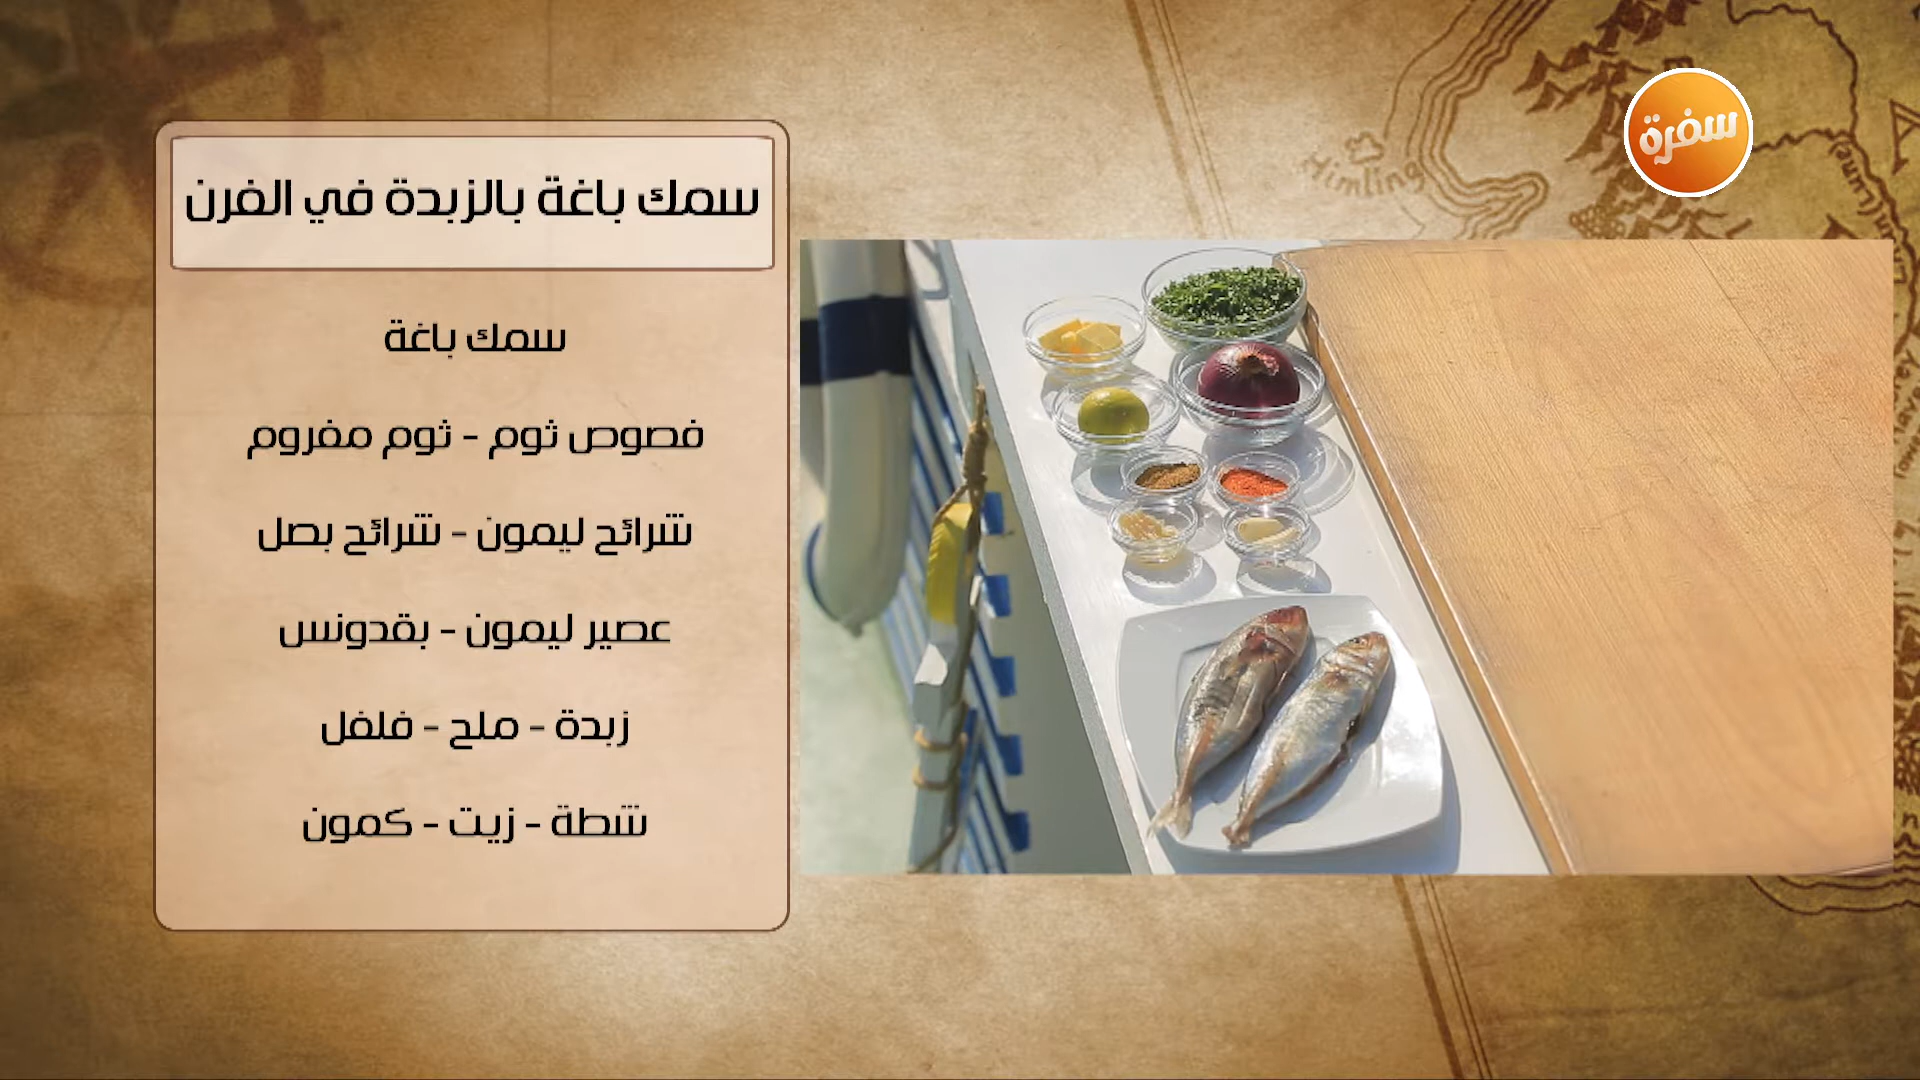 سفرة
سمك باغة بالزبدة في الفرن
سمك باغة
فصوص ثوم - ثوم مفروم
شرائح ليمون - شرائح بصل
عصير ليمون - بقدونس
زبدة - ملح - فلفل
شطة - زيت - كمون
Himling